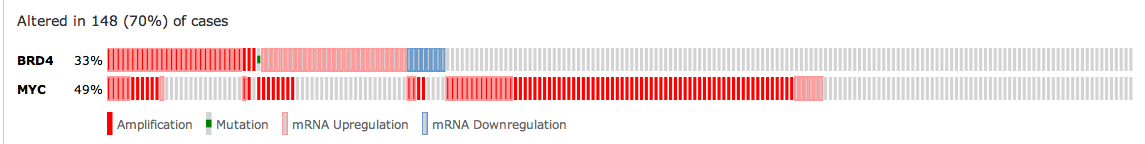 Altered in 148 (70%) of cases
BRD4 33%
MYC 49%
Amplification Mutation mRNA Upregulation mRNA Downregulation